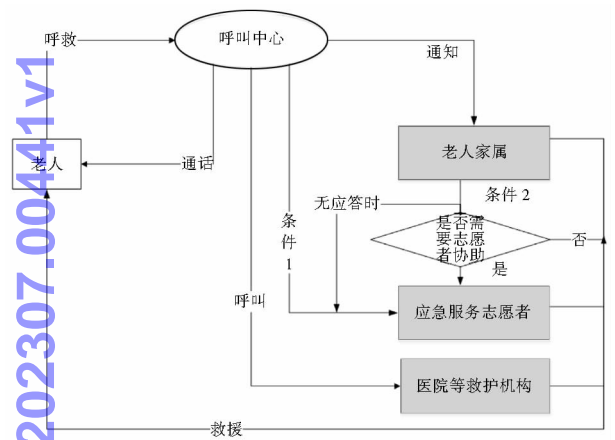 呼救
呼叫中心
通知
老人
通话
老人家属
条件 2
无应答时
条件1
是否需
要志愿
者协助
否
是
呼叫
应急服务志愿者
医院等救护机构
救援
202307.00441v1